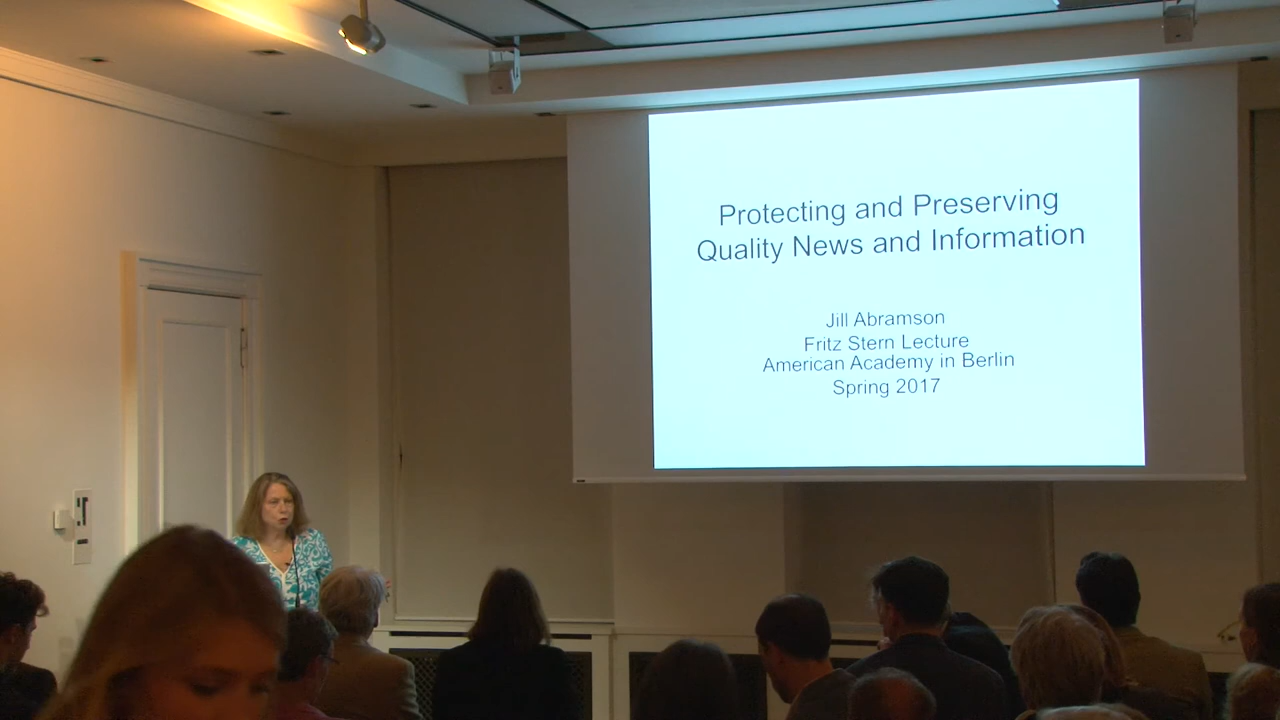 Protecting and Preserving
Quality News and Information
Jill Abramson
Fritz Stern Lecture
American Academy in Berlin
Spring 2017